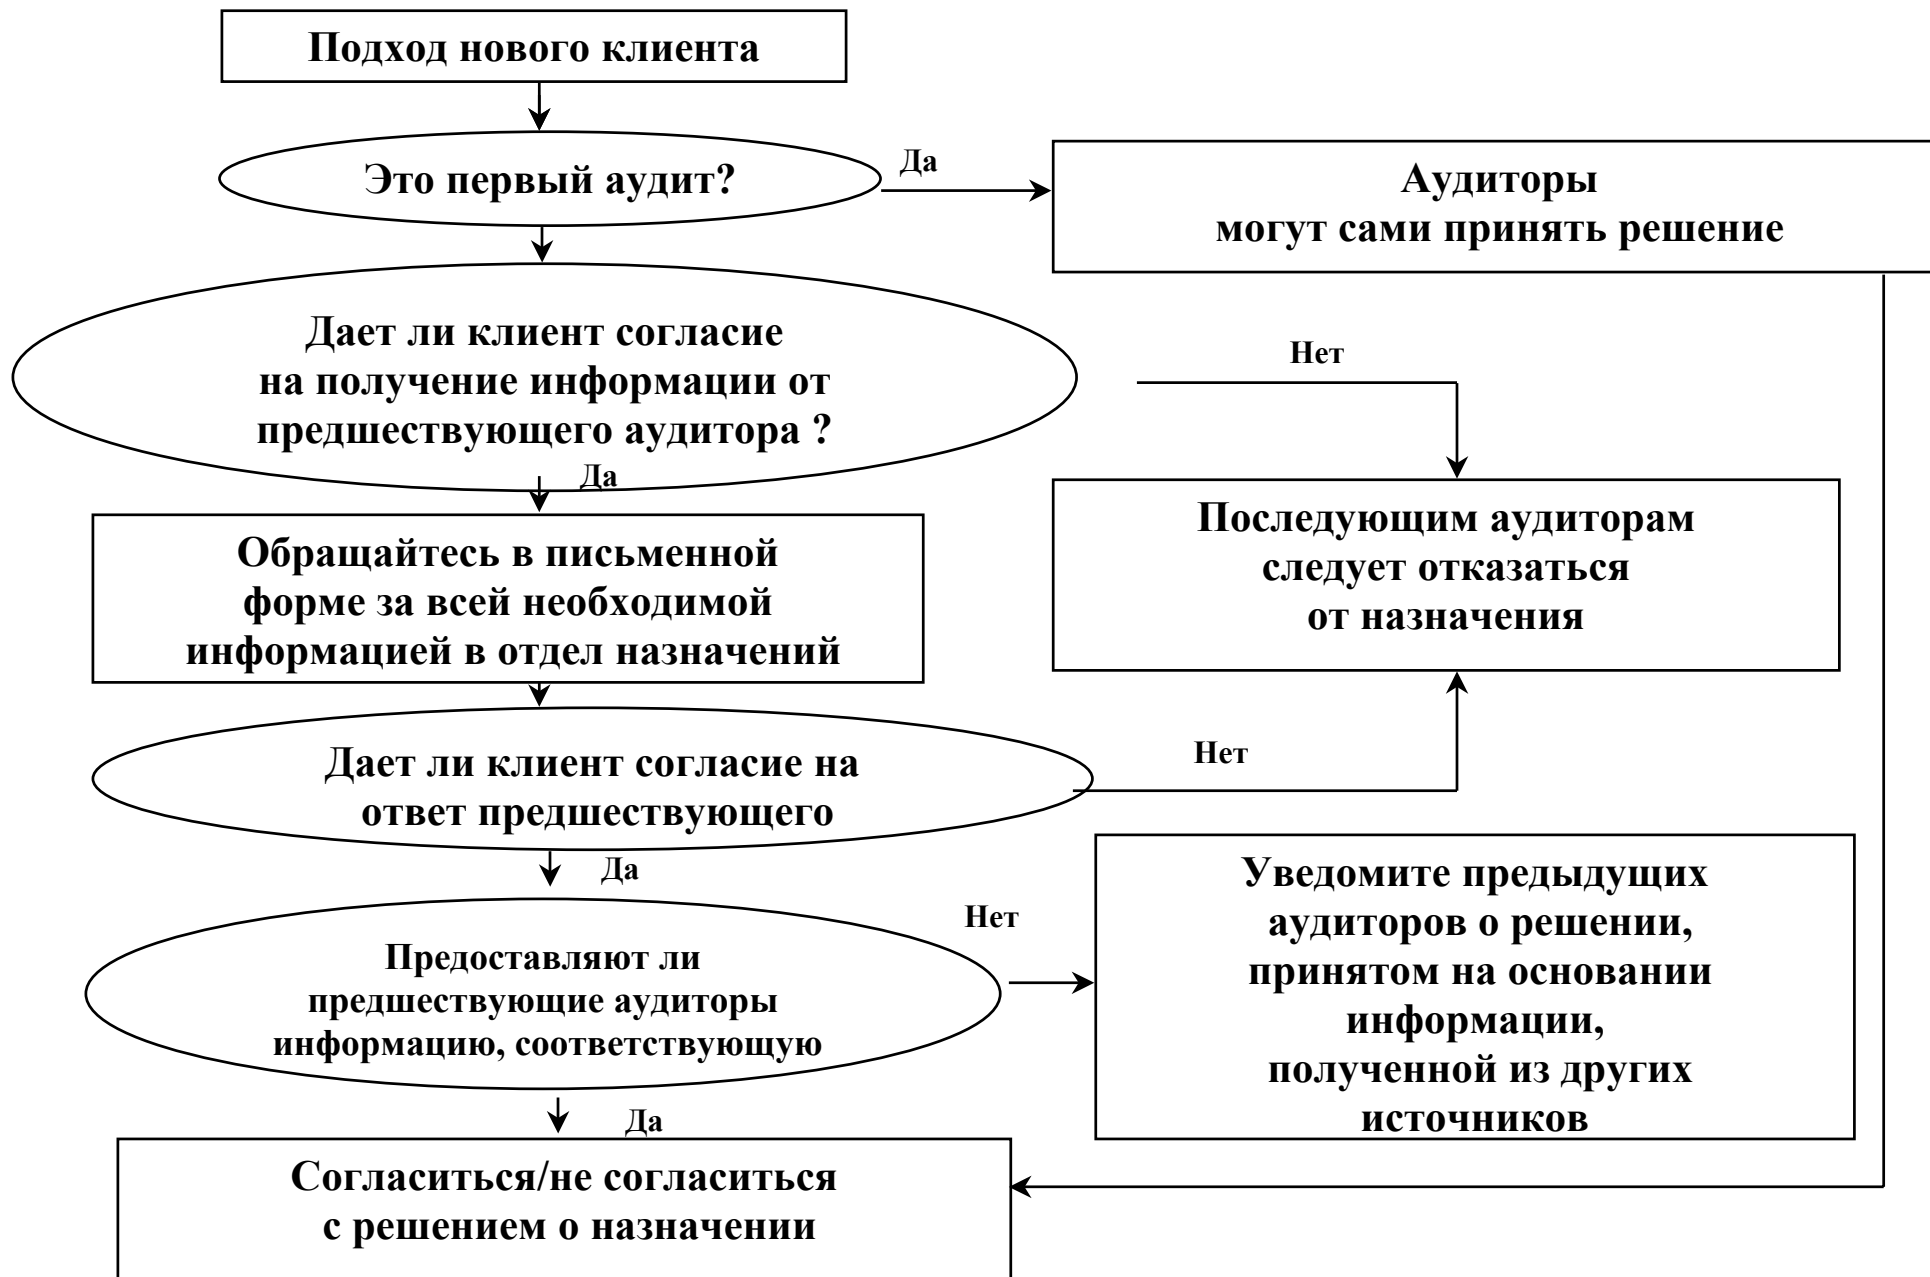 Подход нового клиента
Это первый аудит?
Да
Аудиторы
могут сами принять решение
Дает ли клиент согласие
на получение информации от
предшествующего аудитора ?
Нет
Да
Обращайтесь в письменной
форме за всей необходимой
информацией в отдел назначений
Последующим аудиторам
следует отказаться
от назначения
Дает ли клиент согласие на
ответ предшествующего
Нет
Да
Предоставляют ли
предшествующие аудиторы
информацию, соответствующую
Нет
Уведомите предыдущих
аудиторов о решении,
принятом на основании
информации,
полученной из других
источников
Да
Согласиться/не согласиться
с решением о назначении